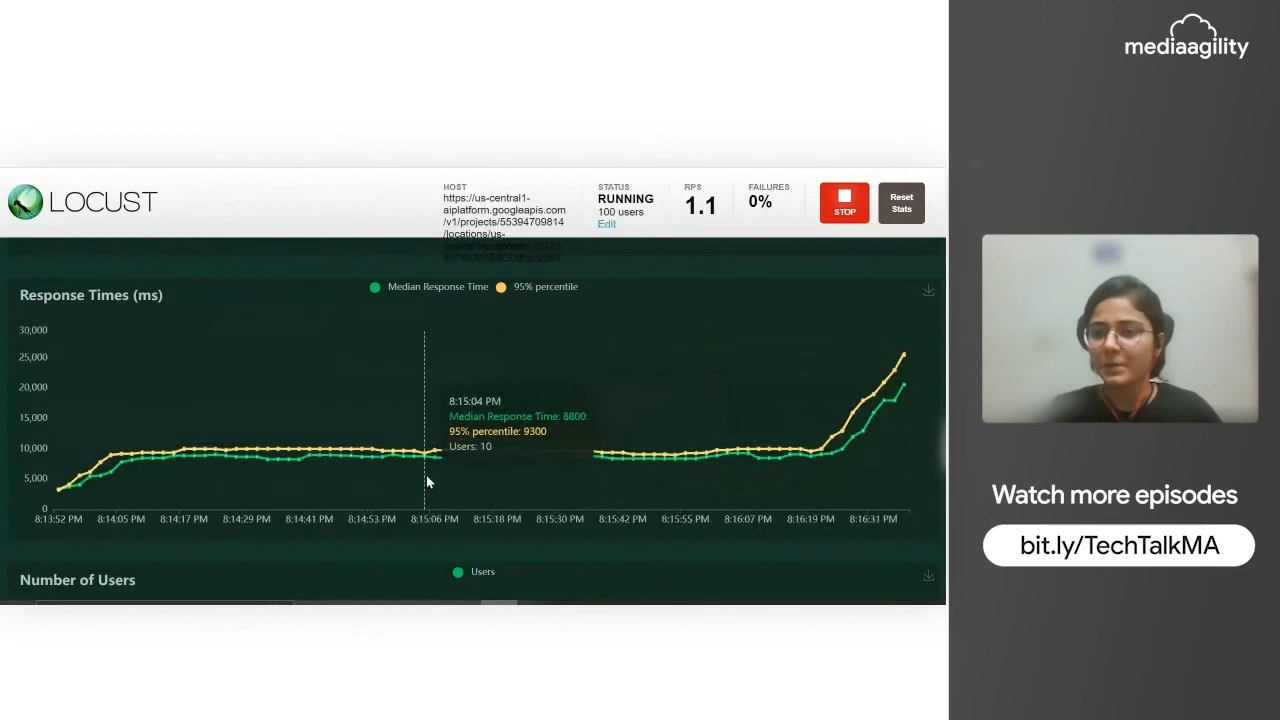 mediaagility
LOCUST
HOST
https://us-central1-
aiplatform.googleapis.com
/v1/projects/55394709814
/locations/us-
STATUS
RUNNING
100 users
Edit
RPS
1.1
FAILURES
0%
STOP
Reset
Stats
Response Times (ms)
Median Response Time
95% percentile
30,000
25,000
20,000
15,000
10,000
5,000
0
8:15:04 PM
Median Response Time: 8800
95% percentile: 9300
Users: 10
8:13:52 PM 8:14:05 PM 8:14:17 PM 8:14:29 PM 8:14:41 PM 8:14:53 PM 8:15:06 PM 8:15:18 PM 8:15:30 PM 8:15:42 PM 8:15:55 PM 8:16:07 PM 8:16:19 PM 8:16:31 PM
Number of Users
Users
Watch more episodes
bit.ly/TechTalkMA